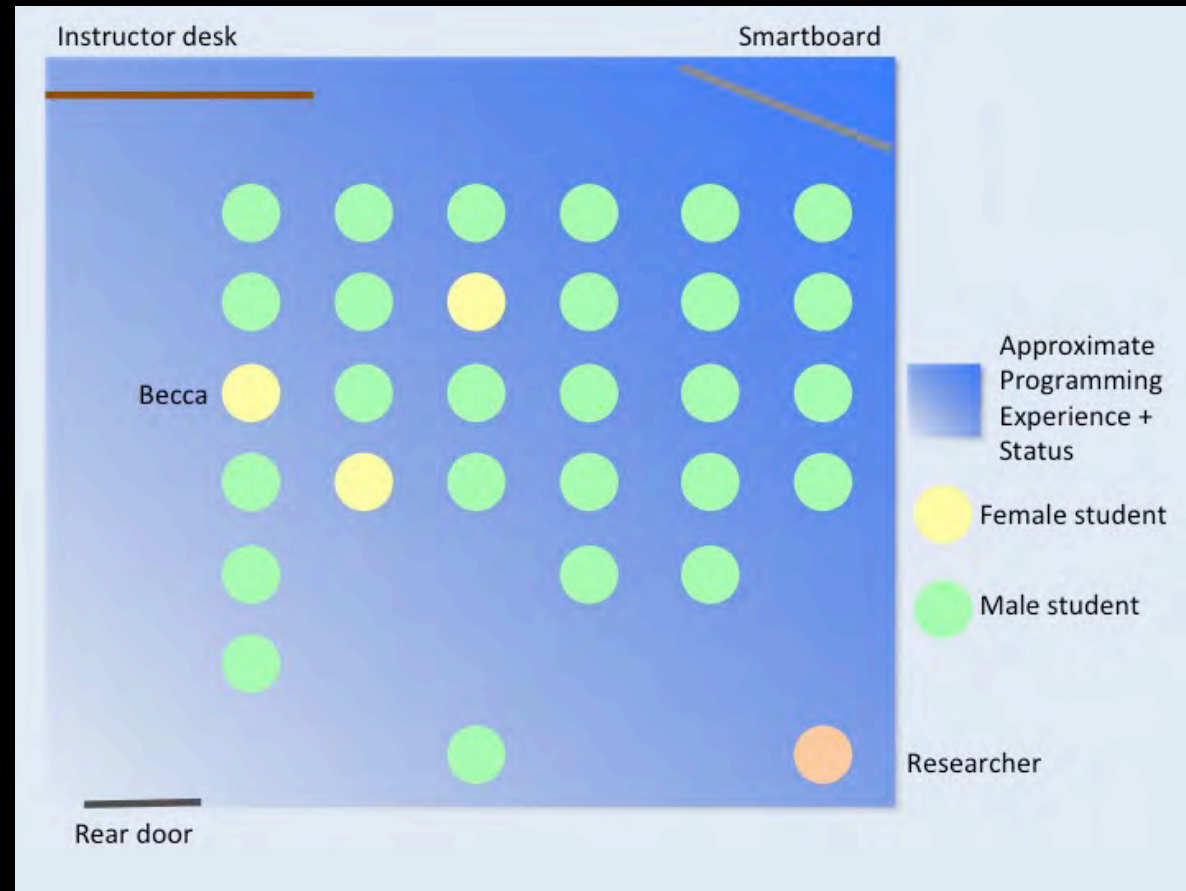 Instructor desk
Smartboard
Becca
Approximate
Programming
Experience +
Status
Female student
Male student
Researcher
Rear door